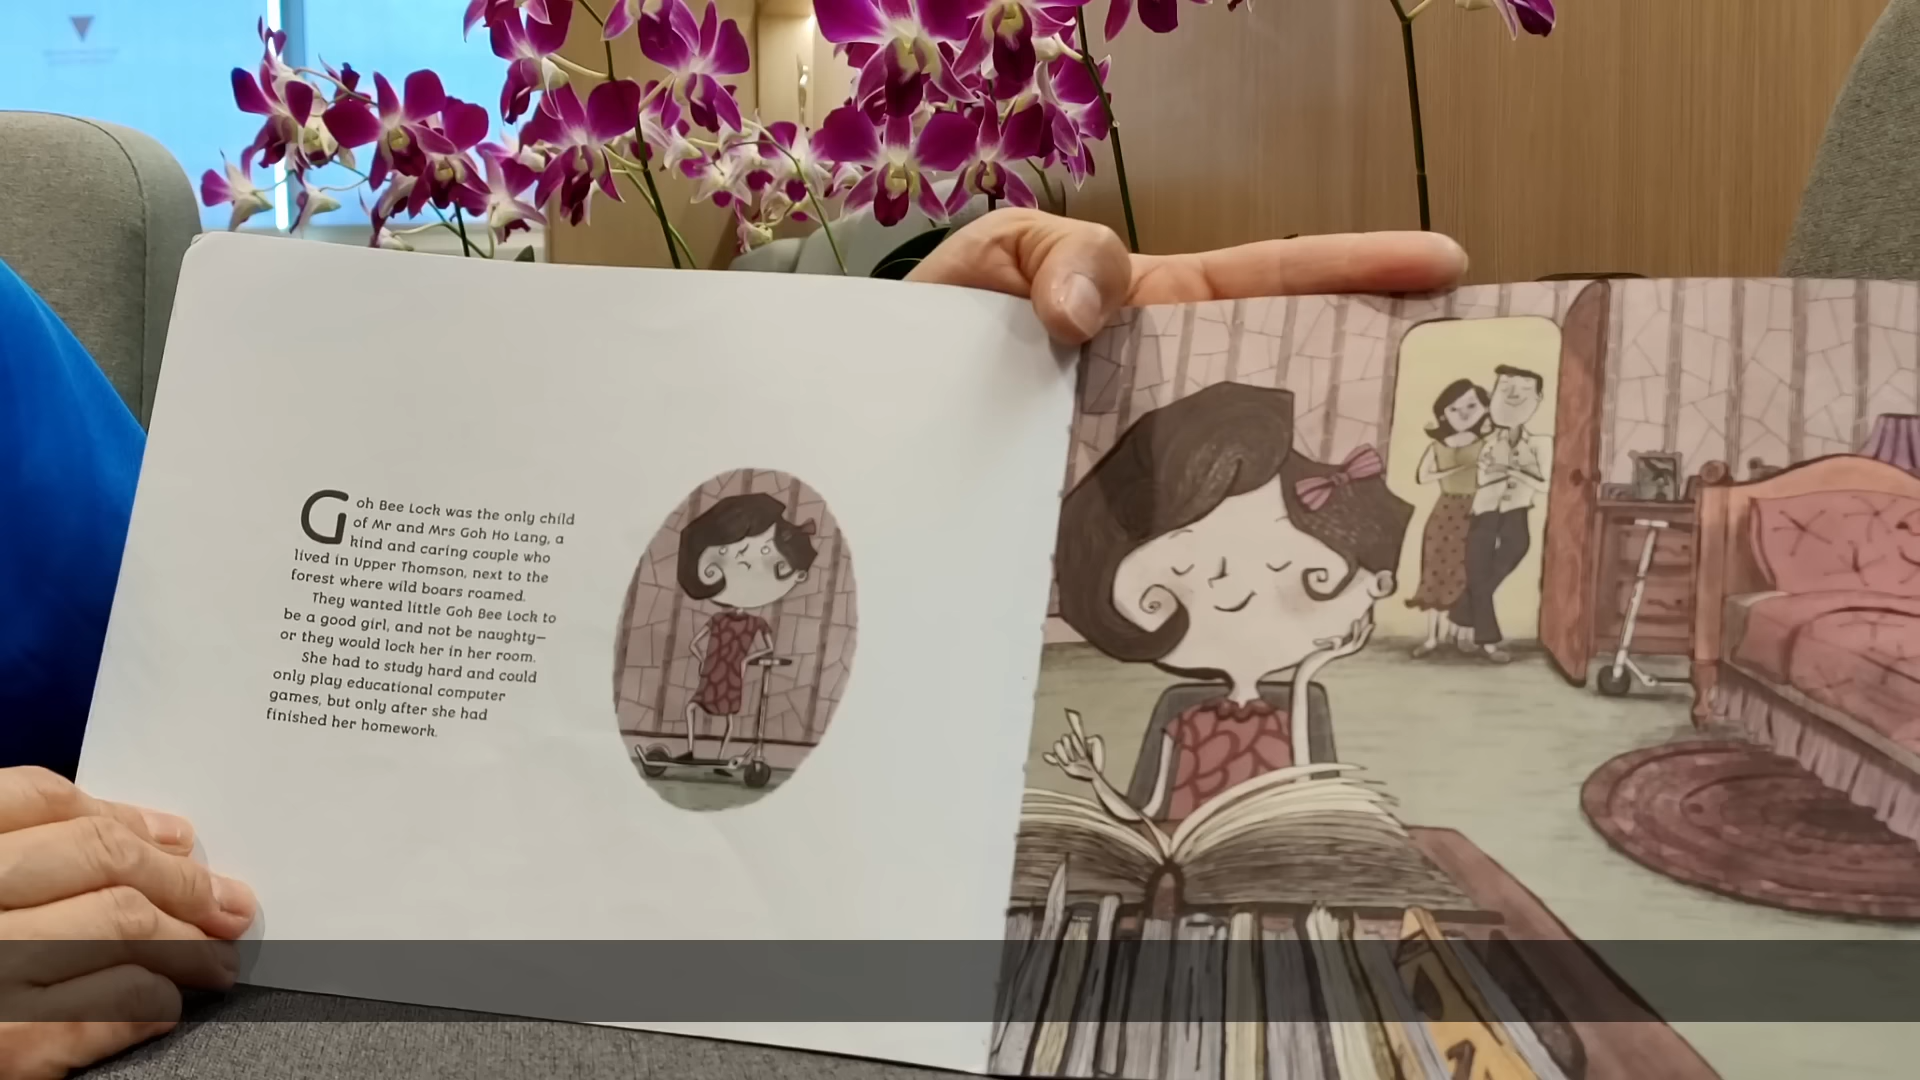 Goh Bee Lock was the only child
of Mr and Mrs Goh Ho Lang, a
kind and caring couple who
lived in Upper Thomson, next to the
forest where wild boars roamed.
They wanted little Goh Bee Lock to
be a good girl, and not be naughty—
or they would lock her in her room.
She had to study hard and could
only play educational computer
games, but only after she had
finished her homework.